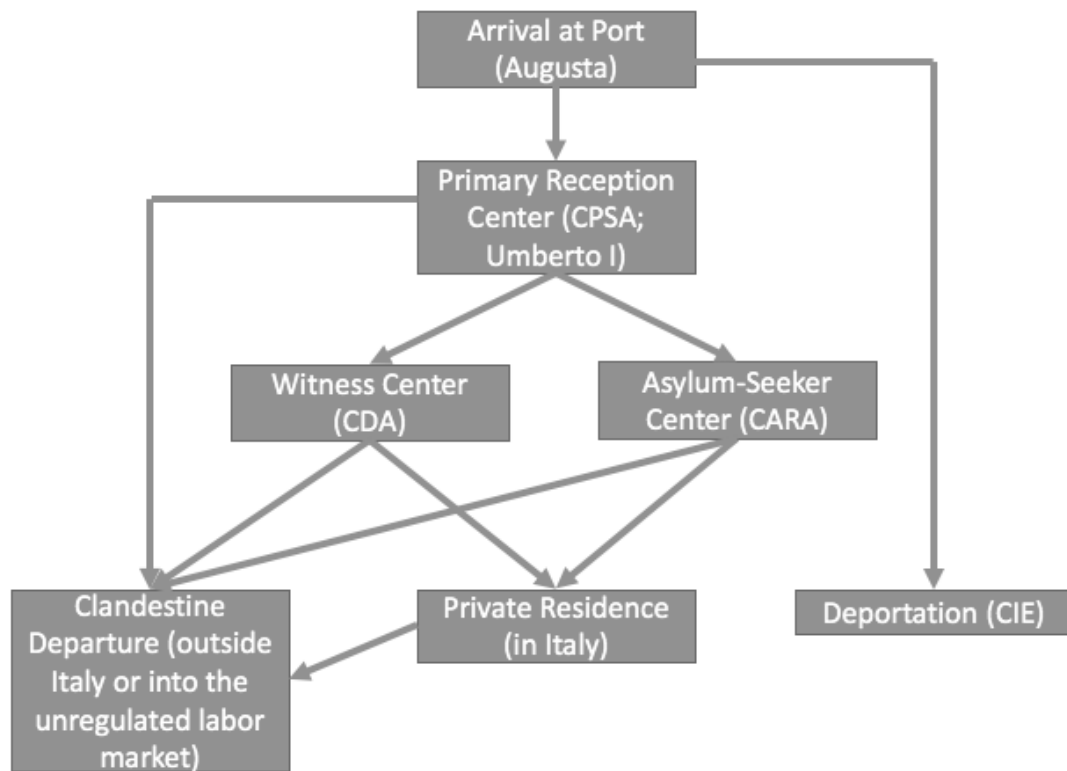 Arrival at Port
(Augusta)
Primary Reception
Center (CPSA;
Umberto I)
Witness Center
(CDA)
Asylum-Seeker
Center (CARA)
Clandestine
Departure (outside
Italy or into the
unregulated labor
market)
Private Residence
(in Italy)
Deportation (CIE)